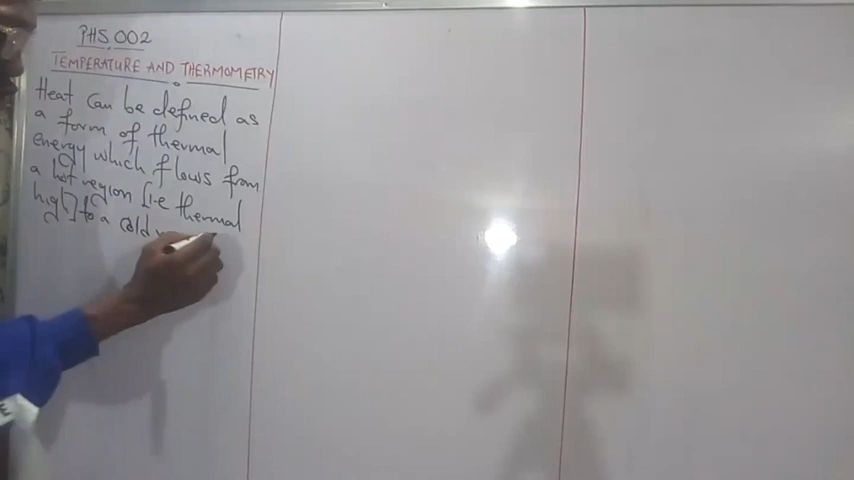 PHS.002
TEMPERATURE AND THERMOMETRY
Heat can be defined as
a form of thermal
energy which flows from
a hot region [i.e thermal
high] to a cold